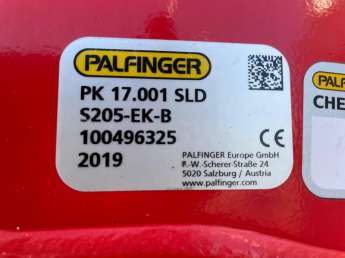 PALFINGER
PK 17.001 SLD
S205-EK-B
100496325
2019
CE
PALFINGER Europe GmbH
F.-W.-Scherer-Straße 24
5020 Salzburg / Austria
www.palfinger.com
PALF
CHE